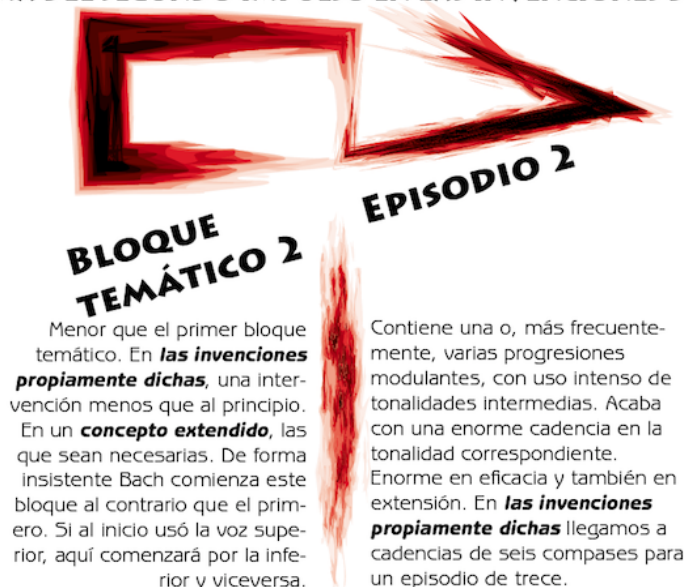 BLOQUE
TEMÁTICO 2
Menor que el primer bloque
temático. En las invenciones
propiamente dichas, una inter-
vención menos que al principio.
En un concepto extendido, las
que sean necesarias. De forma
insistente Bach comienza este
bloque al contrario que el prim-
ero. Si al inicio usó la voz supe-
rior, aquí comenzará por la infe-
rior y viceversa.
EPISODIO 2
Contiene una o, más frecuente-
mente, varias progresiones
modulantes, con uso intenso de
tonalidades intermedias. Acaba
con una enorme cadencia en la
tonalidad correspondiente.
Enorme en eficacia y también en
extensión. En las invenciones
propiamente dichas llegamos a
cadencias de seis compases para
un episodio de trece.